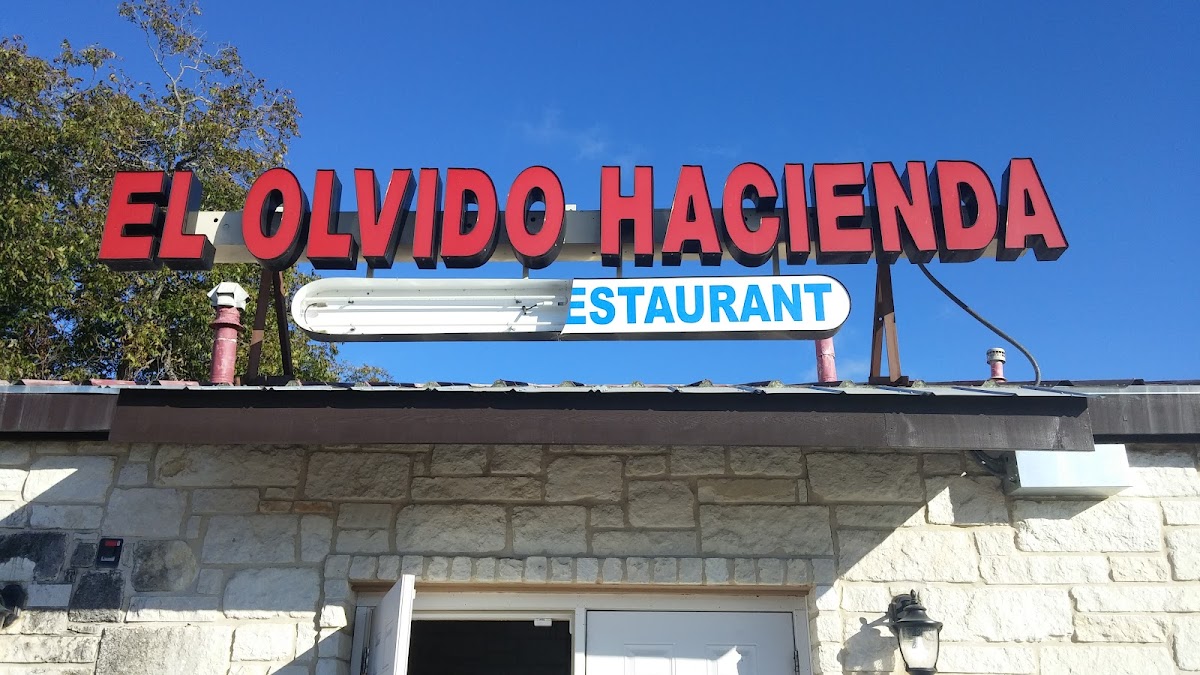 EL OLVIDO HACIENDA
ESTAURANT